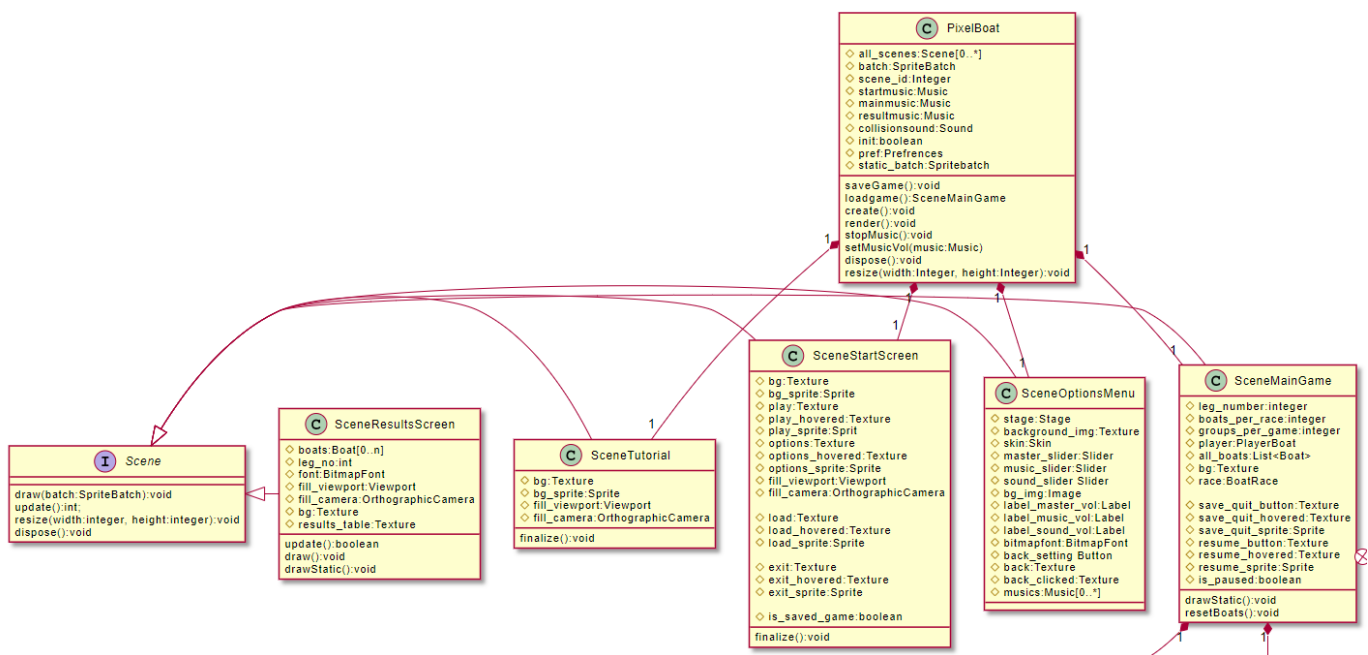 C PixelBoat
all_scenes:Scene[0..*]
batch:SpriteBatch
scene_id:Integer
startmusic:Music
mainmusic:Music
resultmusic:Music
collisionsound:Sound
init:boolean
pref:Prefrences
static_batch:Spritebatch
saveGame():void
loadgame():SceneMainGame
create():void
render():void
stopMusic():void
setMusicVol(music:Music)
dispose():void
resize(width:Integer, height:Integer):void
1
1
1
1
1
1
1
1
I Scene
draw(batch:SpriteBatch):void
update():int;
resize(width:integer, height:integer):void
dispose():void
C SceneResultsScreen
boats:Boat[0..n]
leg_no:int
font:BitmapFont
fill_viewport:Viewport
fill_camera:OrthographicCamera
bg:Texture
results_table:Texture
update():boolean
draw():void
drawStatic():void
C SceneTutorial
bg:Texture
bg_sprite:Sprite
fill_viewport:Viewport
fill_camera:OrthographicCamera
finalize():void
C SceneStartScreen
bg:Texture
bg_sprite:Sprite
play:Texture
play_hovered:Texture
play_sprite:Sprit
options:Texture
options_hovered:Texture
options_sprite:Sprite
fill_viewport:Viewport
fill_camera:OrthographicCamera
load:Texture
load_hovered:Texture
load_sprite:Sprite
exit:Texture
exit_hovered:Texture
exit_sprite:Sprite
is_saved_game:boolean
finalize():void
C SceneOptionsMenu
stage:Stage
background_img:Texture
skin:Skin
master_slider:Slider
music_slider:Slider
sound_slider Slider
bg_img:Image
label_master_vol:Label
label_music_vol:Label
label_sound_vol:Label
bitmapfont:BitmapFont
back_setting Button
back:Texture
back_clicked:Texture
musics:Music[0..*]
C SceneMainGame
leg_number:integer
boats_per_race:integer
groups_per_game:integer
player:PlayerBoat
all_boats:List<Boat>
bg:Texture
race:BoatRace
save_quit_button:Texture
save_quit_hovered:Texture
save_quit_sprite:Sprite
resume_button:Texture
resume_hovered:Texture
resume_sprite:Sprite
is_paused:boolean
drawStatic():void
resetBoats():void
1
1